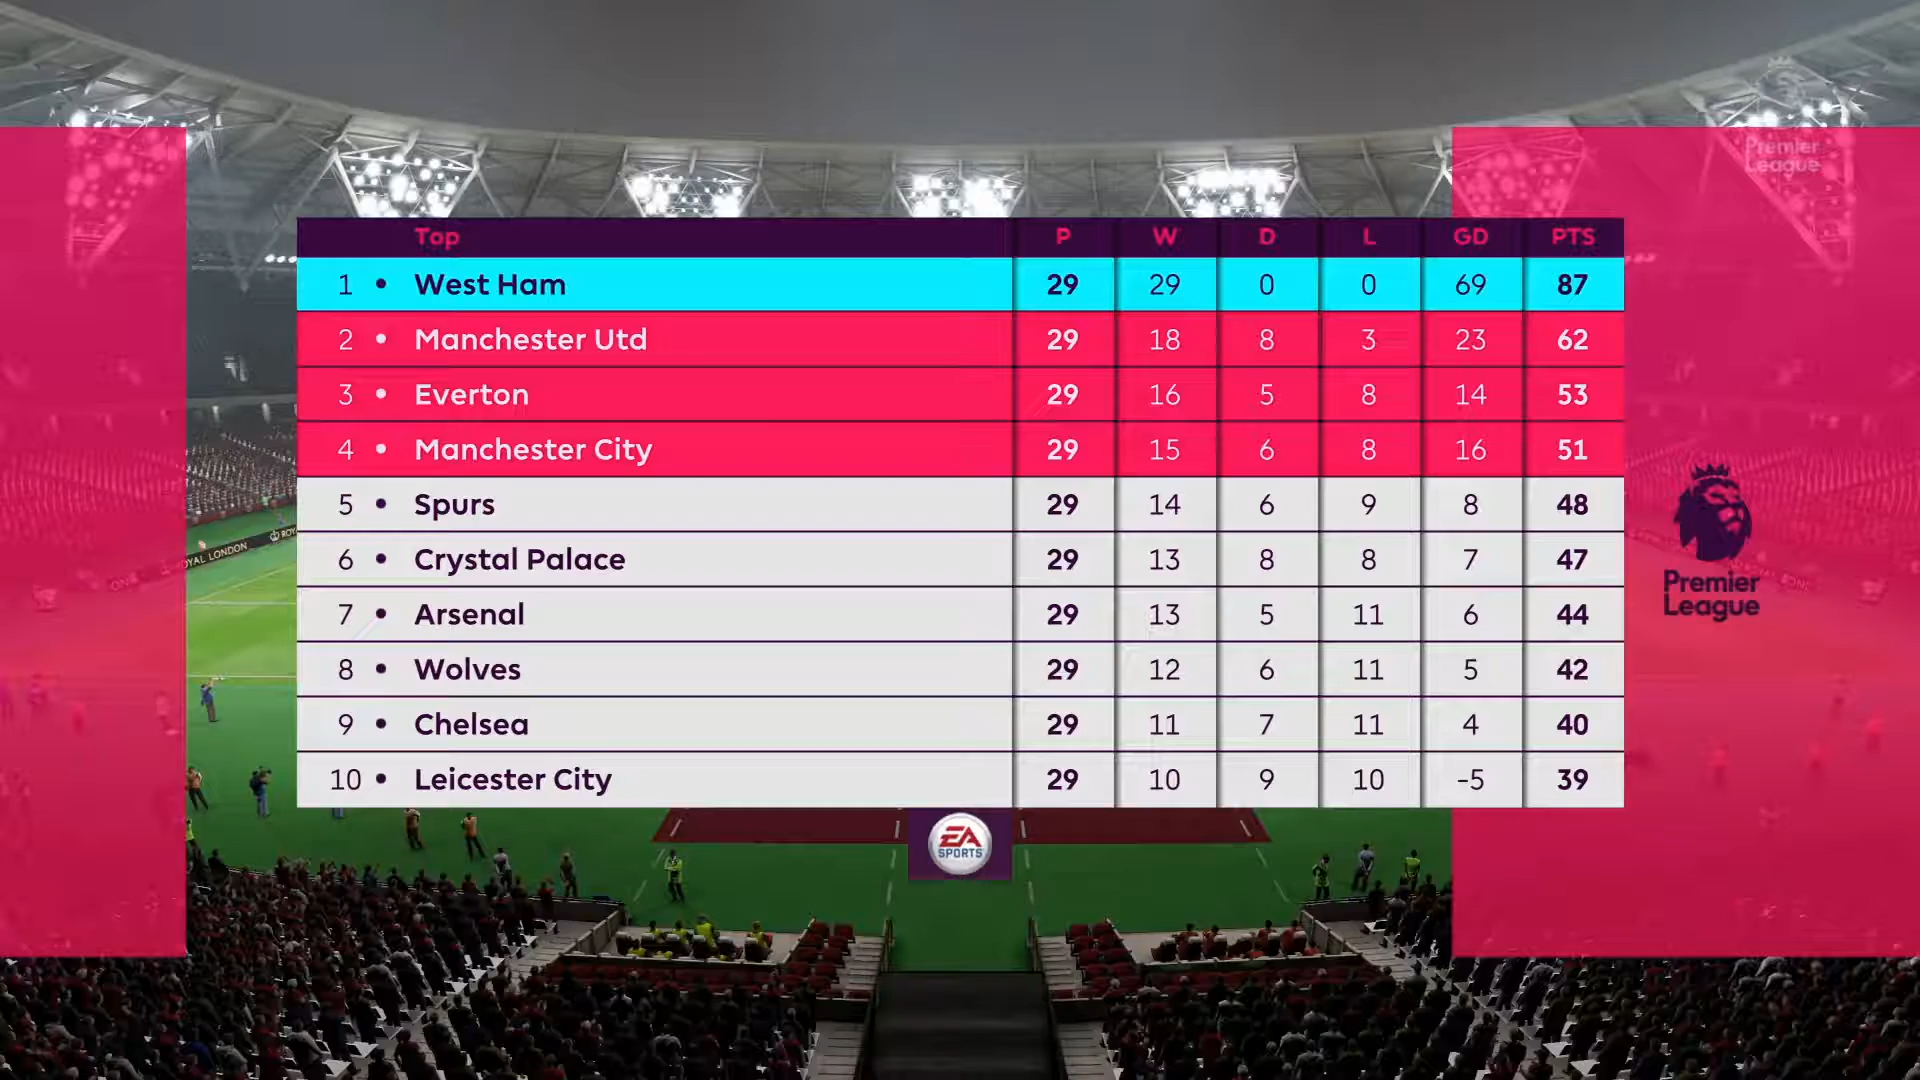 Premier
League
Top P W D L GD PTS
1 • West Ham 29 29 0 0 69 87
2 • Manchester Utd 29 18 8 3 23 62
3 • Everton 29 16 5 8 14 53
4 • Manchester City 29 15 6 8 16 51
5 • Spurs 29 14 6 9 8 48
6 • Crystal Palace 29 13 8 8 7 47
7 • Arsenal 29 13 5 11 6 44
8 • Wolves 29 12 6 11 5 42
9 • Chelsea 29 11 7 11 4 40
10 • Leicester City 29 10 9 10 -5 39
ROYAL LONDON
Premier
League
EA
SPORTS